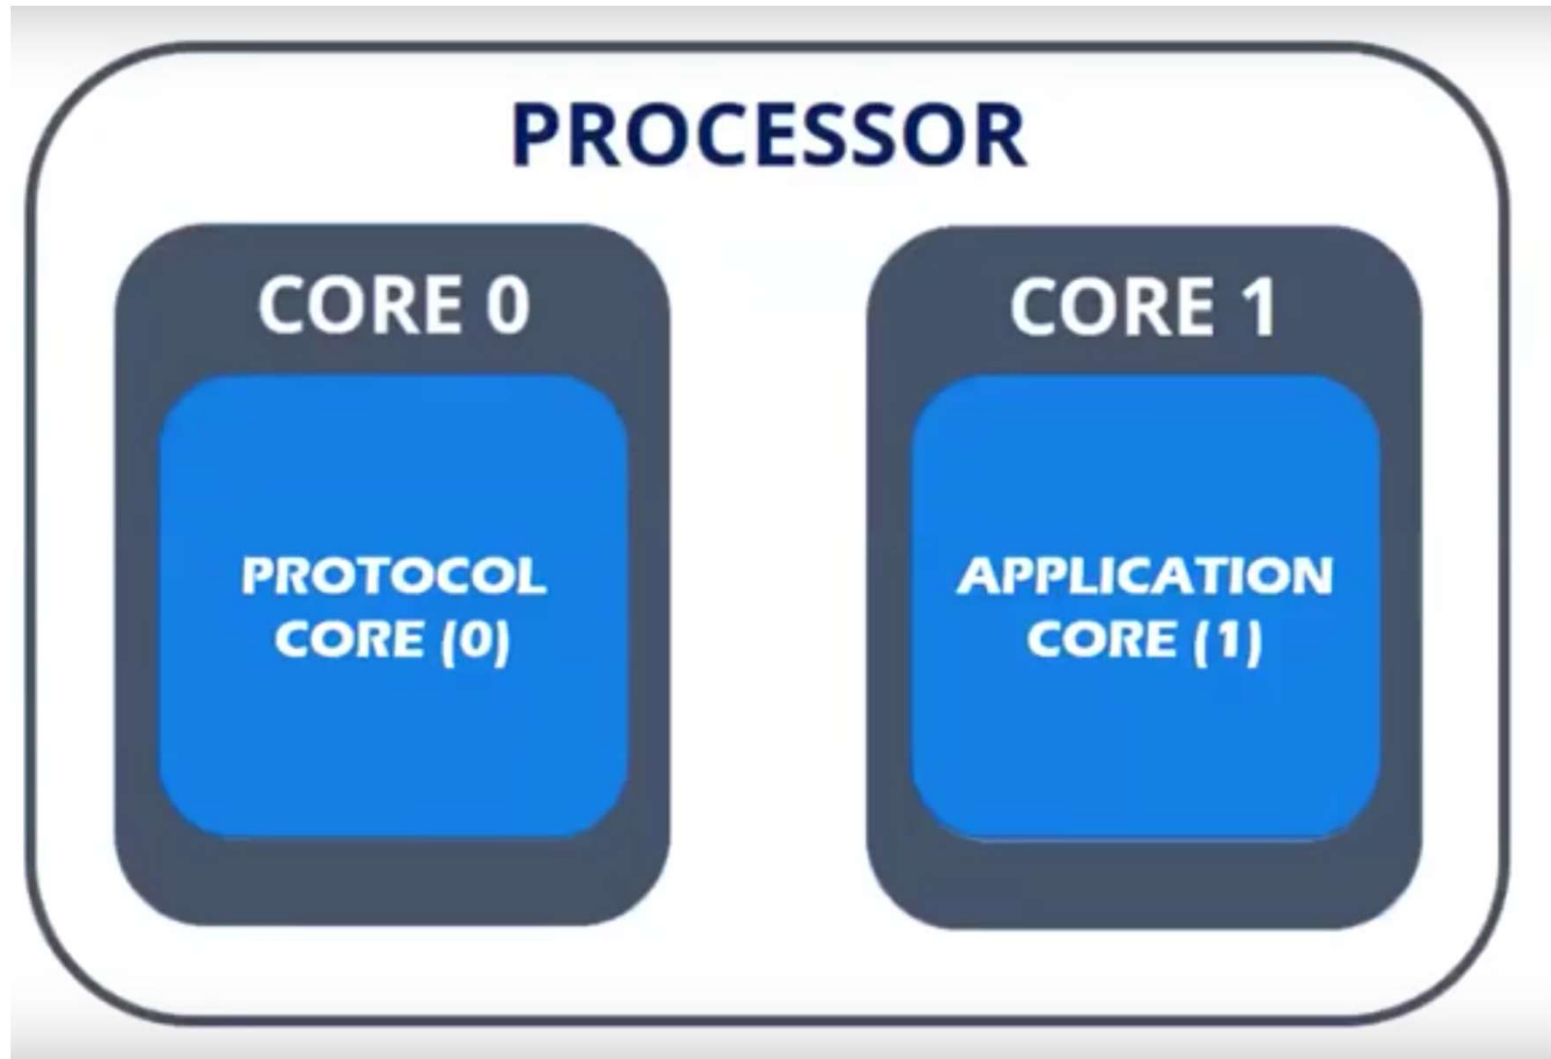 PROCESSOR
CORE 0
PROTOCOL
CORE (0)
CORE 1
APPLICATION
CORE (1)